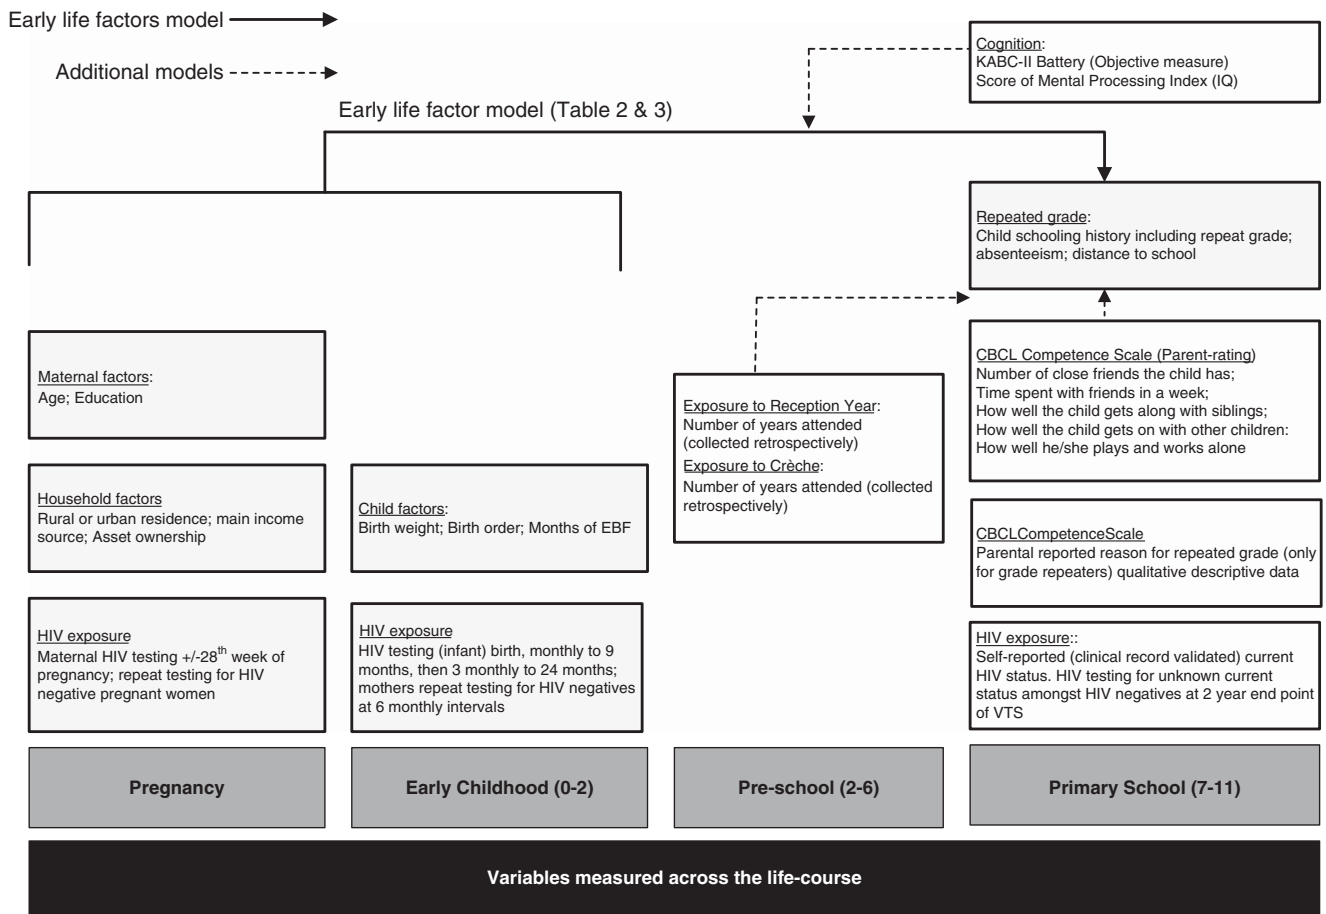 Early life factors model
Additional models
Early life factor model (Table 2 & 3)
Cognition:
KABC-II Battery (Objective measure)
Score of Mental Processing Index (IQ)
Repeated grade:
Child schooling history including repeat grade;
absenteeism; distance to school
Maternal factors:
Age; Education
Household factors
Rural or urban residence; main income
source; Asset ownership
HIV exposure
Maternal HIV testing +/-28th week of
pregnancy; repeat testing for HIV
negative pregnant women
Child factors:
Birth weight; Birth order; Months of EBF
HIV exposure
HIV testing (infant) birth, monthly to 9
months, then 3 monthly to 24 months;
mothers repeat testing for HIV negatives
at 6 monthly intervals
Exposure to Reception Year:
Number of years attended
(collected retrospectively)
Exposure to Crèche:
Number of years attended (collected
retrospectively)
CBCL Competence Scale (Parent-rating)
Number of close friends the child has;
Time spent with friends in a week;
How well the child gets along with siblings;
How well the child gets on with other children:
How well he/she plays and works alone
CBCLCompetenceScale
Parental reported reason for repeated grade (only
for grade repeaters) qualitative descriptive data
HIV exposure::
Self-reported (clinical record validated) current
HIV status. HIV testing for unknown current
status amongst HIV negatives at 2 year end point
of VTS
Pregnancy
Early Childhood (0-2)
Pre-school (2-6)
Primary School (7-11)
Variables measured across the life-course